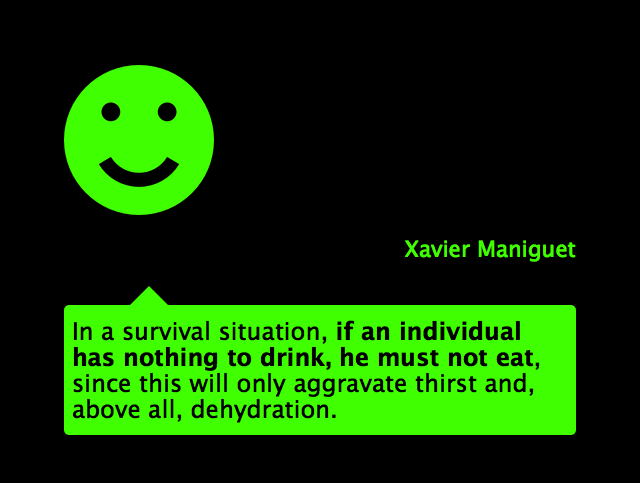 Xavier Maniguet
In a survival situation, if an individual
has nothing to drink, he must not eat,
since this will only aggravate thirst and,
above all, dehydration.